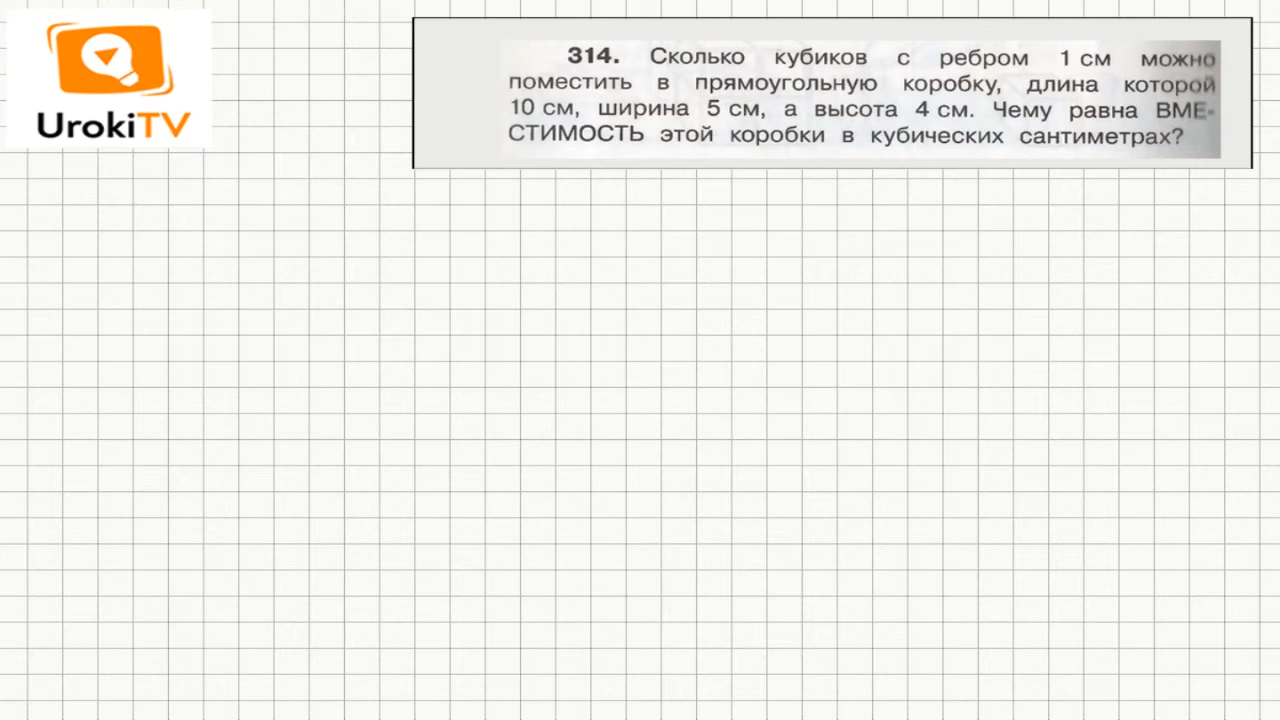 UrokiTV
314. Сколько кубиков с ребром 1 см можно
поместить в прямоугольную коробку, длина которой
10 см, ширина 5 см, а высота 4 см. Чему равна ВМЕ-
СТИМОСТЬ этой коробки в кубических сантиметрах?